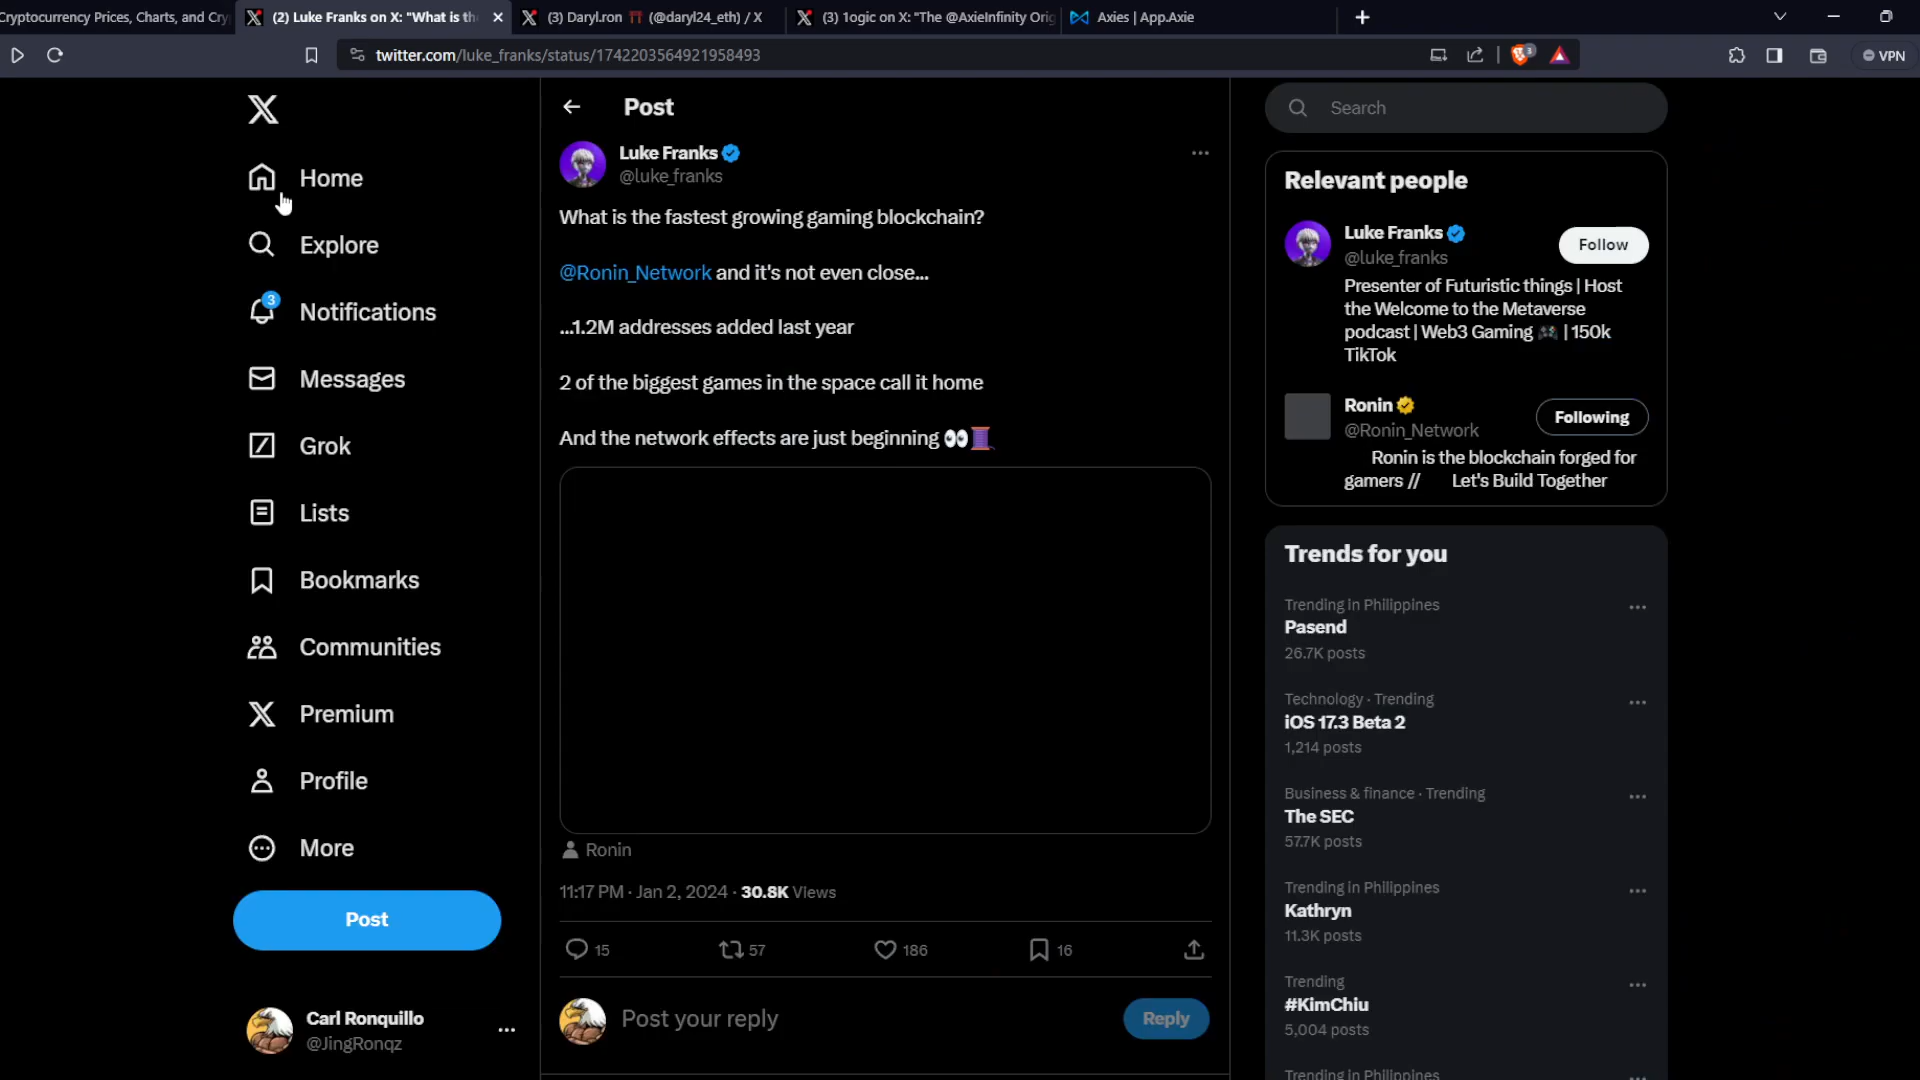 Cryptocurrency Prices, Charts, and Cry
(2) Luke Franks on X: "What is th
(3) Daryl.ron (@daryl24_eth) / X
(3) 1ogic on X: "The @AxieInfinity Orig
Axies | App.Axie
twitter.com/luke_franks/status/1742203564921958493
3
VPN
Home
Explore
3
Notifications
Messages
Grok
Lists
Bookmarks
Communities
Premium
Profile
More
Post
Carl Ronquillo
@JingRonqz
Post
Luke Franks
@luke_franks
What is the fastest growing gaming blockchain?
@Ronin_Network and it's not even close...
...1.2M addresses added last year
2 of the biggest games in the space call it home
And the network effects are just beginning 👀🧵
Ronin
11:17 PM · Jan 2, 2024 · 30.8K Views
15
57
186
16
Post your reply
Reply
Search
Relevant people
Luke Franks
@luke_franks
Follow
Presenter of Futuristic things | Host
the Welcome to the Metaverse
podcast | Web3 Gaming 🎮 | 150k
TikTok
Ronin
@Ronin_Network
Following
Ronin is the blockchain forged for
gamers // Let's Build Together
Trends for you
Trending in Philippines
Pasend
26.7K posts
Technology · Trending
iOS 17.3 Beta 2
1,214 posts
Business & finance · Trending
The SEC
57.7K posts
Trending in Philippines
Kathryn
11.3K posts
Trending
#KimChiu
5,004 posts
Trending in Philippines